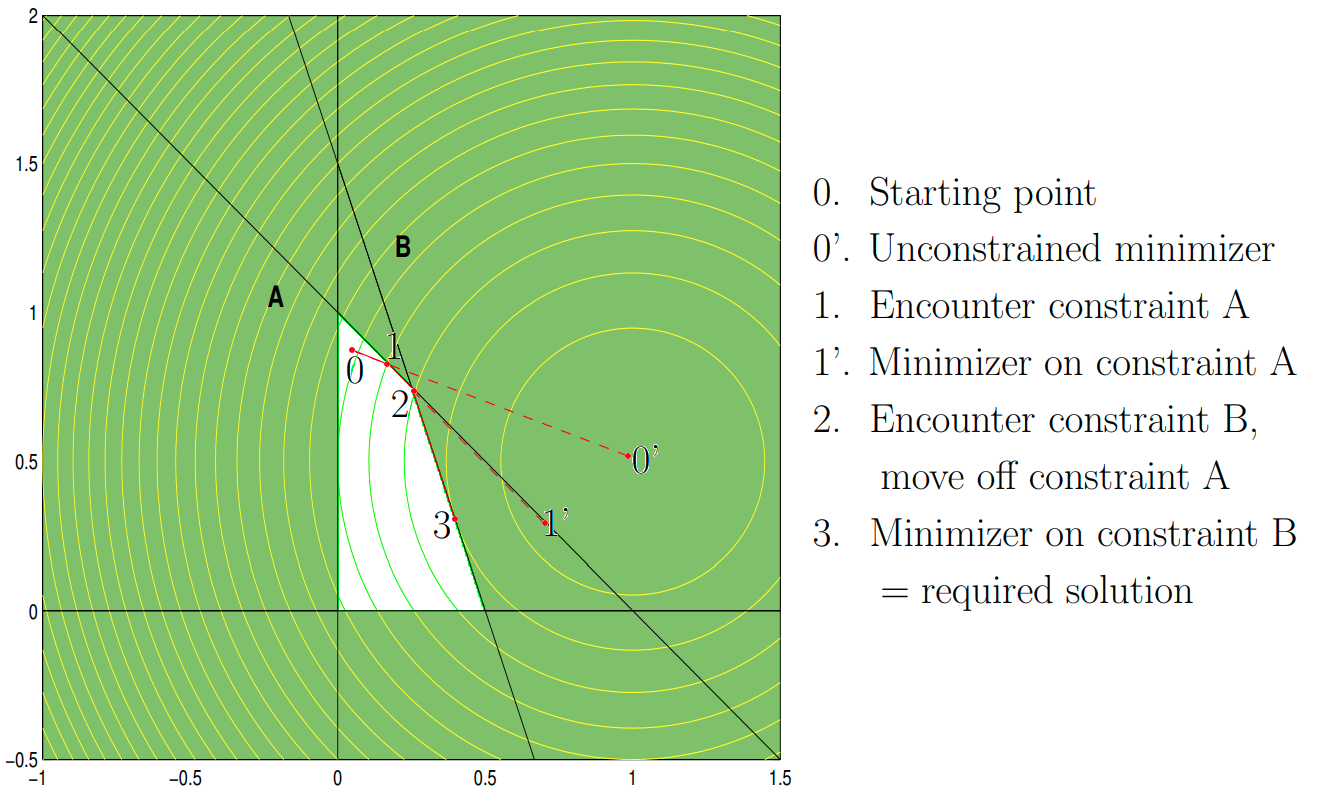 2
1.5
1
0.5
0
−0.5
−1
−0.5
0
0.5
1
1.5
A
B
0
1
2
3
0’
1’
0. Starting point
0’. Unconstrained minimizer
1. Encounter constraint A
1’. Minimizer on constraint A
2. Encounter constraint B,
move off constraint A
3. Minimizer on constraint B
= required solution